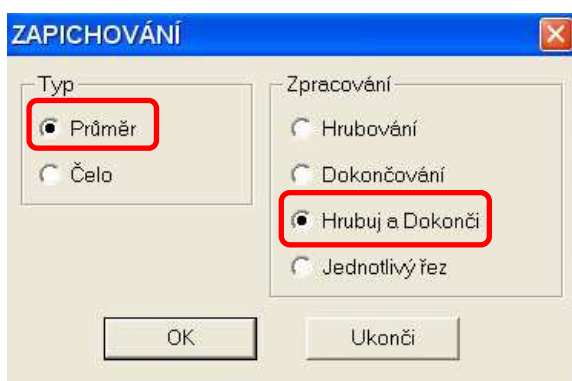 ZAPICHOVÁNÍ
Typ
Průměr
Čelo
Zpracování
Hrubování
Dokončování
Hrubuj a Dokonči
Jednotlivý řez
OK
Ukonči